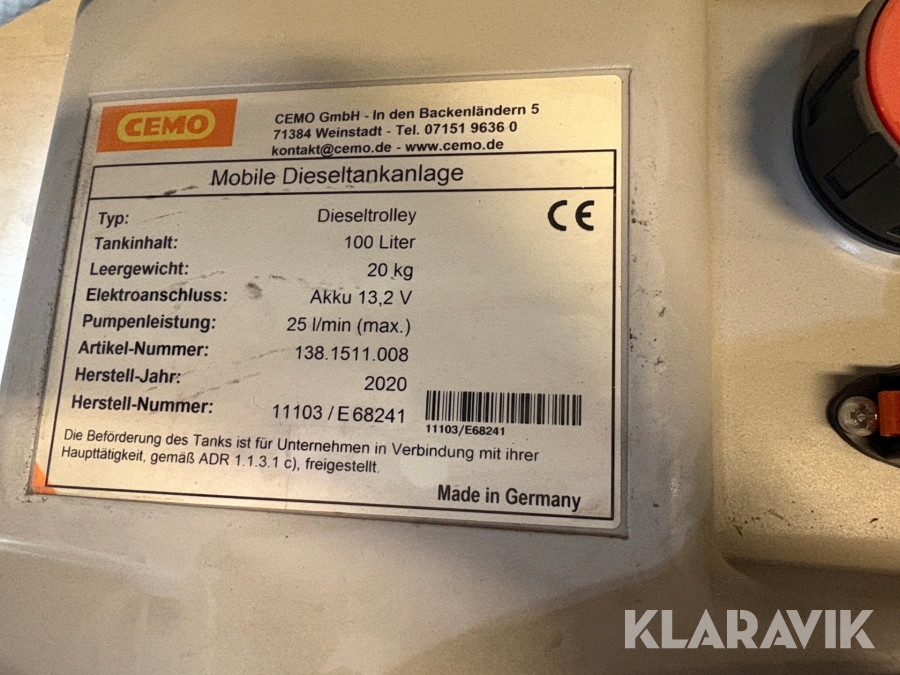 CEMO
CEMO GmbH - In den Backenländern 5
71384 Weinstadt - Tel. 07151 9636 0
kontakt@cemo.de - www.cemo.de
Mobile Dieseltankanlage
Typ: Dieseltrolley
CE
Tankinhalt: 100 Liter
Leergewicht: 20 kg
Elektroanschluss: Akku 13,2 V
Pumpenleistung: 25 l/min (max.)
Artikel-Nummer: 138.1511.008
Herstell-Jahr: 2020
Herstell-Nummer: 11103 / E 68241
11103/E68241
Die Beförderung des Tanks ist für Unternehmen in Verbindung mit ihrer
Haupttätigkeit, gemäß ADR 1.1.3.1 c), freigestellt.
Made in Germany
KLARAVIK